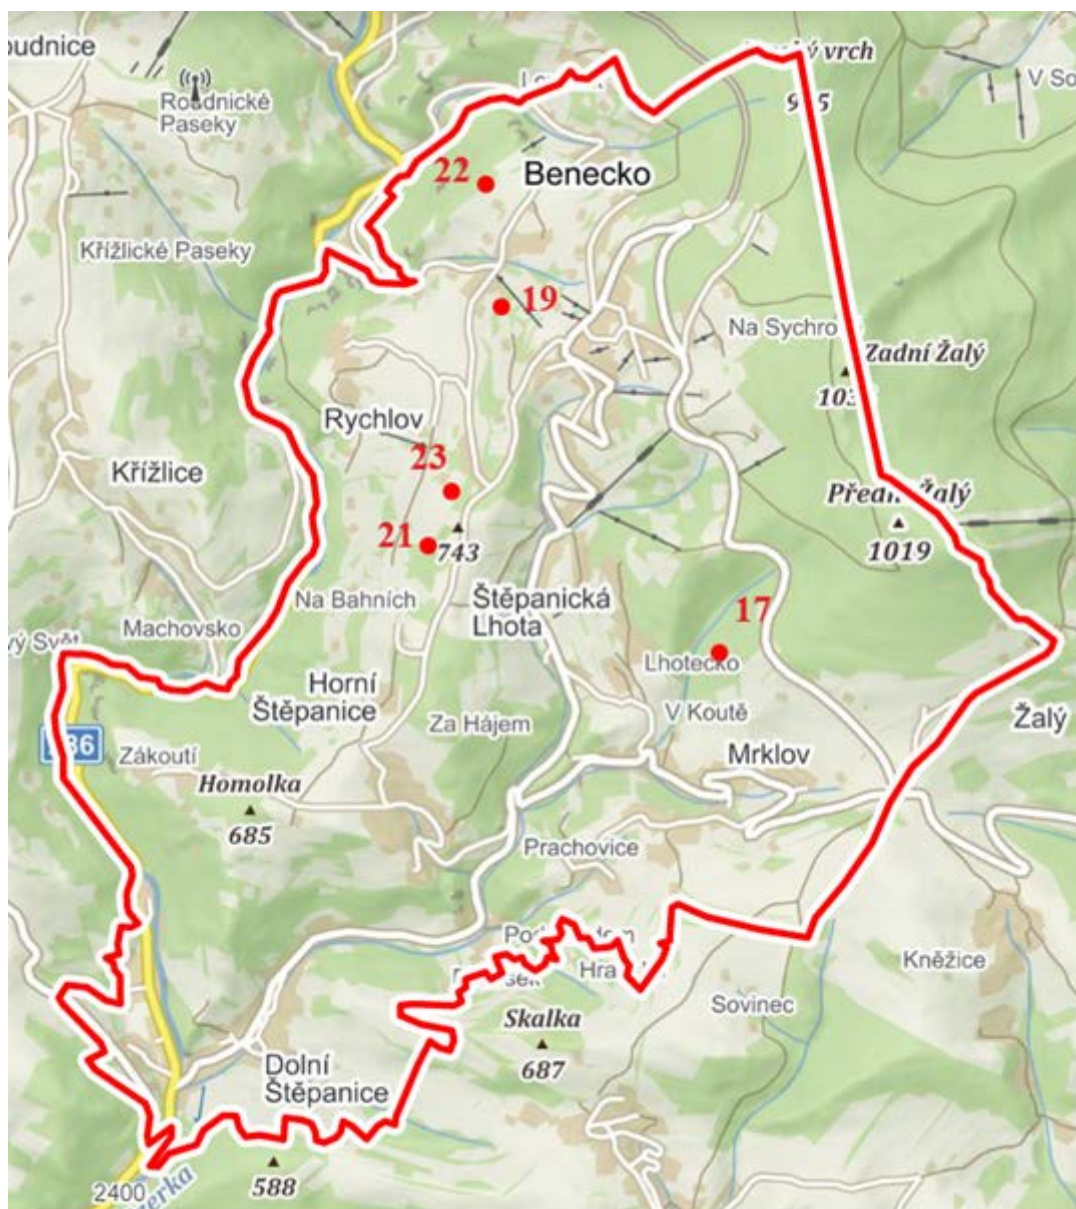 oudnice
V So
Roudnické
Paseky
22
Benecko
Křížlické Paseky
19
Na Sychro
Zadní Žalý
Rychlov
23
Křížlice
1019
21
743
Na Bahních
Štěpanická
Lhota
17
Machovsko
Lhotecko
Horní
Štěpanice
V Koutě
Za Hájem
Žalý
Zákoutí
Mrklov
Homolka
685
Prachovice
Kněžice
Sovinec
Skalka
687
Dolní
Štěpanice
588
2400